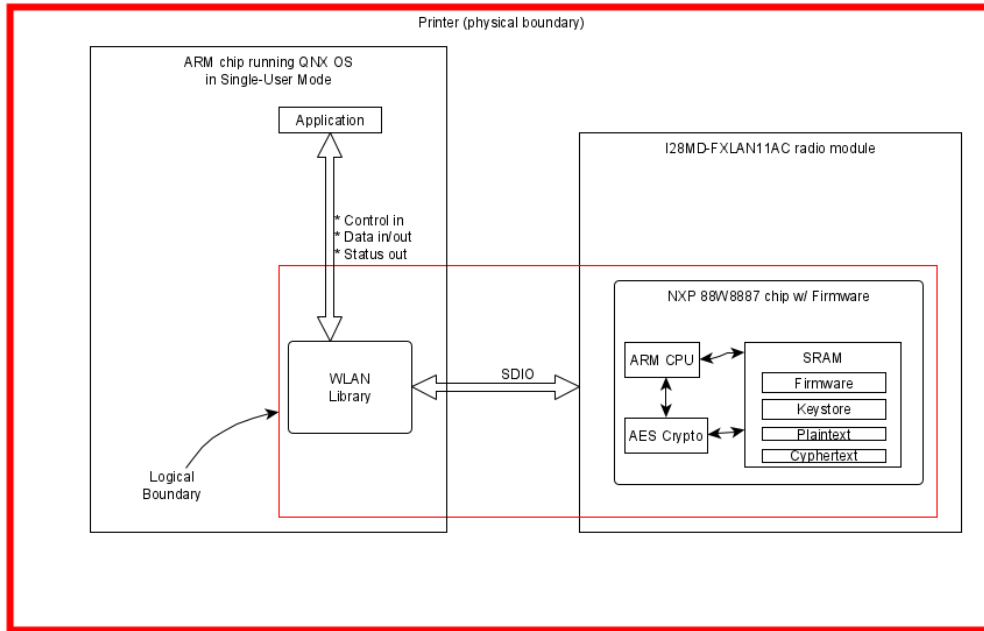 Printer (physical boundary)
ARM chip running QNX OS
in Single-User Mode
Application
* Control in
* Data in/out
* Status out
WLAN
Library
Logical
Boundary
SDIO
I28MD-FXLAN11AC radio module
NXP 88W8887 chip w/ Firmware
ARM CPU
AES Crypto
SRAM
Firmware
Keystore
Plaintext
Cyphertext